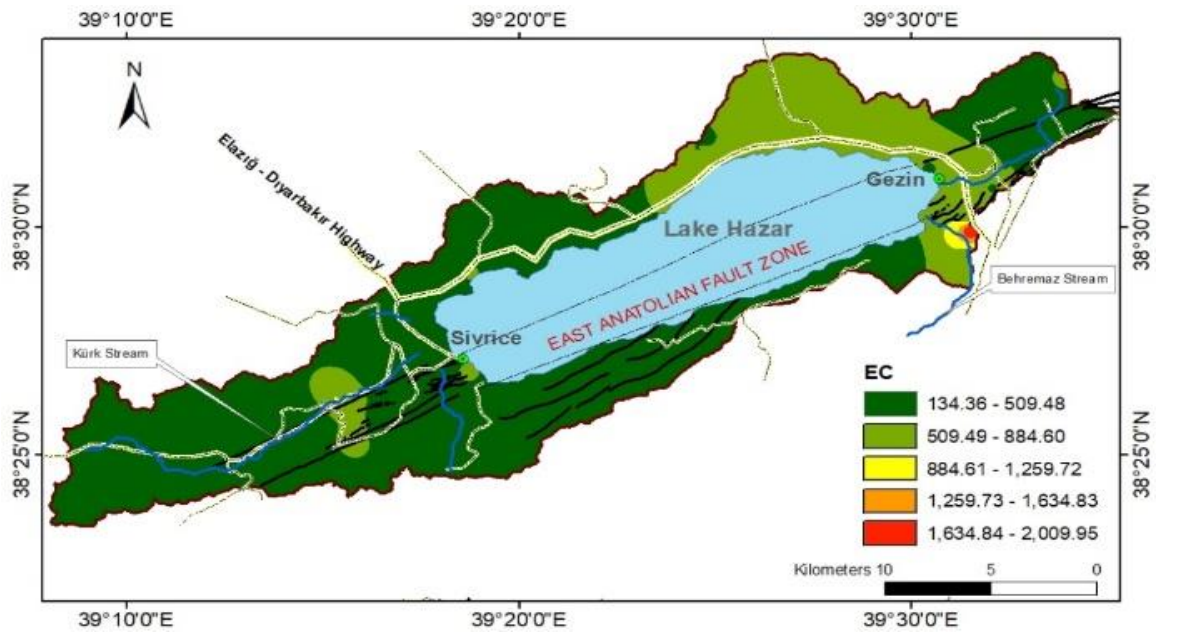 39°10'0"E 39°20'0"E 39°30'0"E
N
Elazığ - Dıyarbakır Highway
38°30'0"N
38°30'0"N
Gezin
Lake Hazar
EAST ANATOLIAN FAULT ZONE
Behremaz Stream
Sivrice
Kürk Stream
38°25'0"N
38°25'0"N
EC
134.36 - 509.48
509.49 - 884.60
884.61 - 1,259.72
1,259.73 - 1,634.83
1,634.84 - 2,009.95
Kilometers 10 5 0
39°10'0"E 39°20'0"E 39°30'0"E